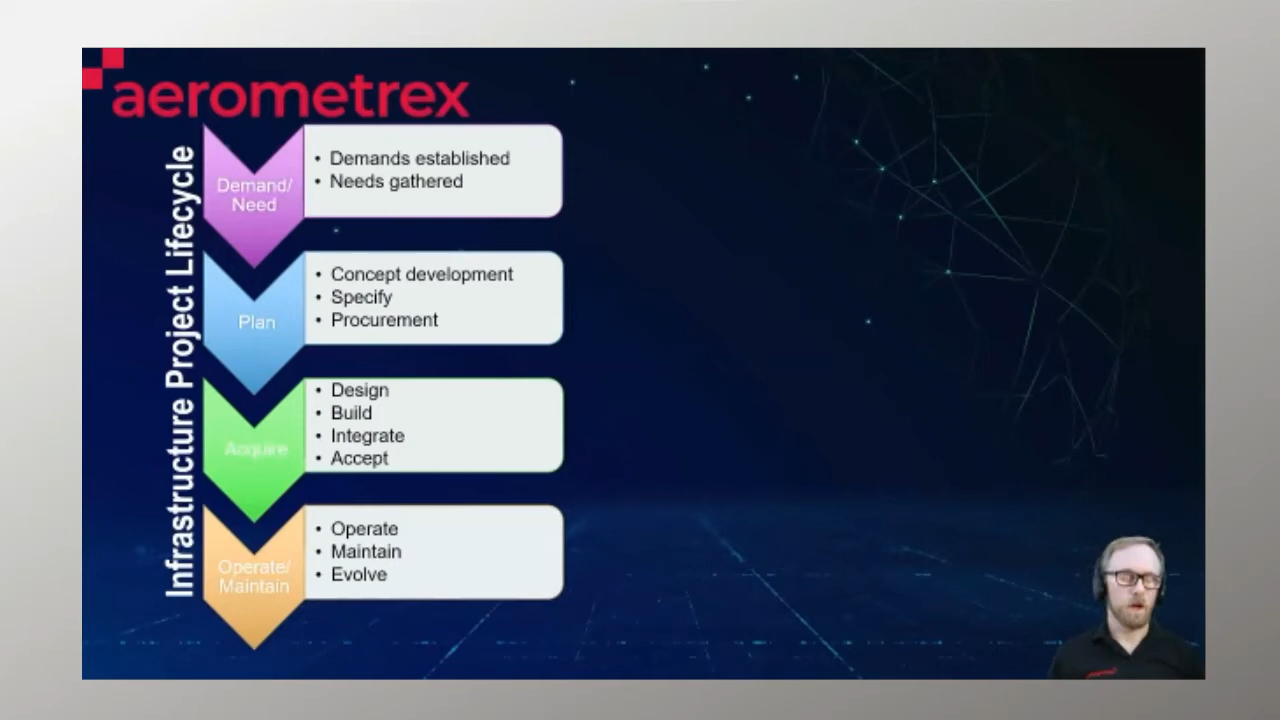 aerometrex
Infrastructure Project Lifecycle
Demand/
Need
• Demands established
• Needs gathered
Plan
• Concept development
• Specify
• Procurement
Acquire
• Design
• Build
• Integrate
• Accept
Operate/
Maintain
• Operate
• Maintain
• Evolve